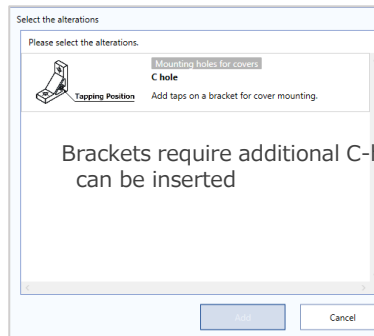 Select the alterations
Please select the alterations.
Mounting holes for covers
C hole
Tapping Position
Add taps on a bracket for cover mounting.
Brackets require additional
can be inserted
Add
Cancel